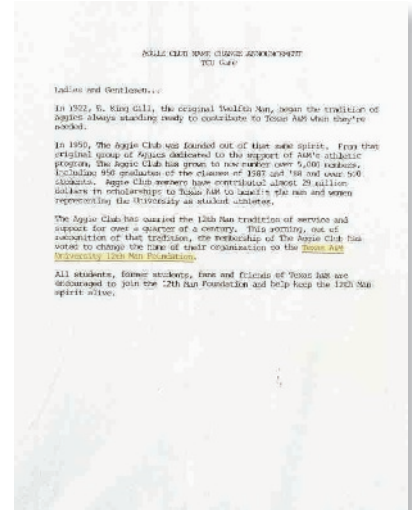 AGGIE CLUB NAME CHANGE ANNOUNCEMENT
TCU Game
Ladies and Gentlemen...
In 1922, E. King Gill, the original Twelfth Man, began the tradition of
Aggies always standing ready to contribute to Texas A&M when they're
needed.
In 1950, The Aggie Club was founded out of that same spirit. From that
original group of Aggies dedicated to the support of A&M's athletic
program, The Aggie Club has grown to now number over 5,000 members,
including 950 graduates of the classes of 1987 and '88 and over 500
students. Aggie Club members have contributed almost 29 million
dollars in scholarships to Texas A&M to benefit the men and women
representing the University as student athletes.
The Aggie Club has carried the 12th Man tradition of service and
support for over a quarter of a century. This morning, out of
recognition of that tradition, the membership of The Aggie Club has
voted to change the name of their organization to the Texas A&M
University 12th Man Foundation.
All students, former students, fans and friends of Texas A&M are
encouraged to join the 12th Man Foundation and help keep the 12th Man
spirit alive.